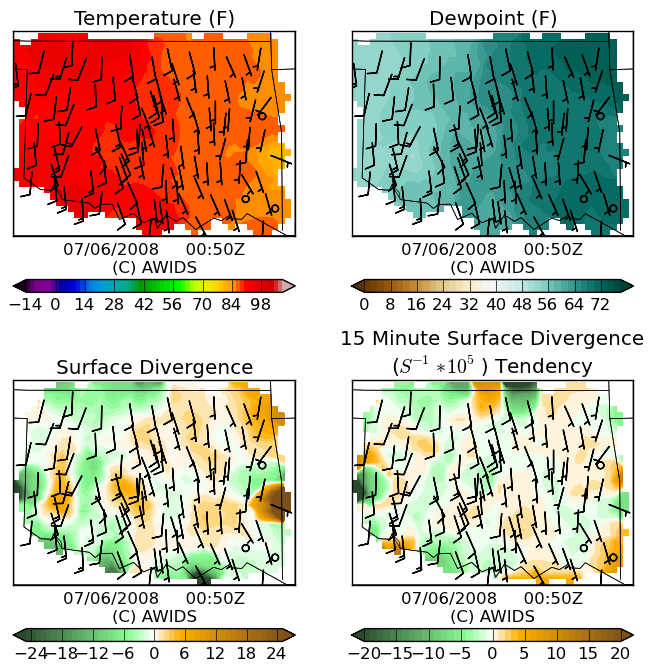 Temperature (F) Dewpoint (F)
07/06/2008 00:50Z 07/06/2008 00:50Z
(C) AWIDS (C) AWIDS
−14 0 14 28 42 56 70 84 98 0 8 16 24 32 40 48 56 64 72
15 Minute Surface Divergence
Surface Divergence (S⁻¹ *10⁵ ) Tendency
07/06/2008 00:50Z 07/06/2008 00:50Z
(C) AWIDS (C) AWIDS
−24 −18 −12 −6 0 6 12 18 24 −20 −15 −10 −5 0 5 10 15 20